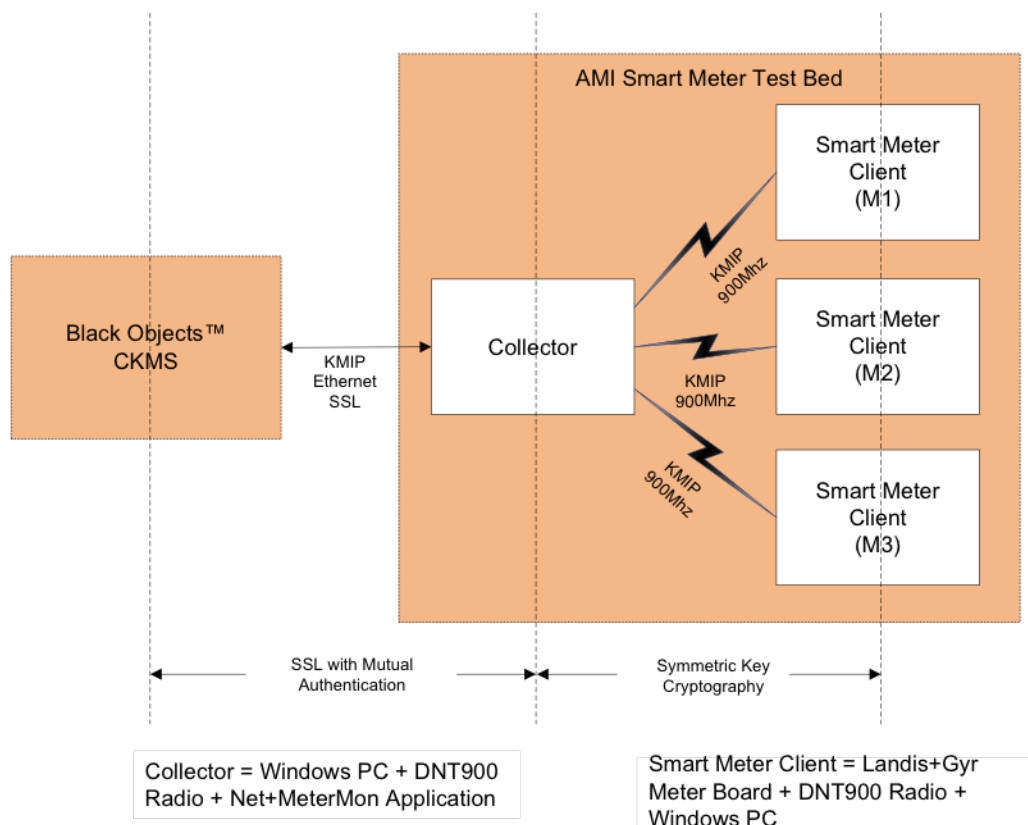 AMI Smart Meter Test Bed
Smart Meter
Client
(M1)
KMIP
900Mhz
Black Objects™
CKMS
KMIP
Ethernet
SSL
Collector
Smart Meter
Client
(M2)
KMIP
900Mhz
Smart Meter
Client
(M3)
KMIP
900Mhz
SSL with Mutual
Authentication
Symmetric Key
Cryptography
Collector = Windows PC + DNT900
Radio + Net+MeterMon Application
Smart Meter Client = Landis+Gyr
Meter Board + DNT900 Radio +
Windows PC